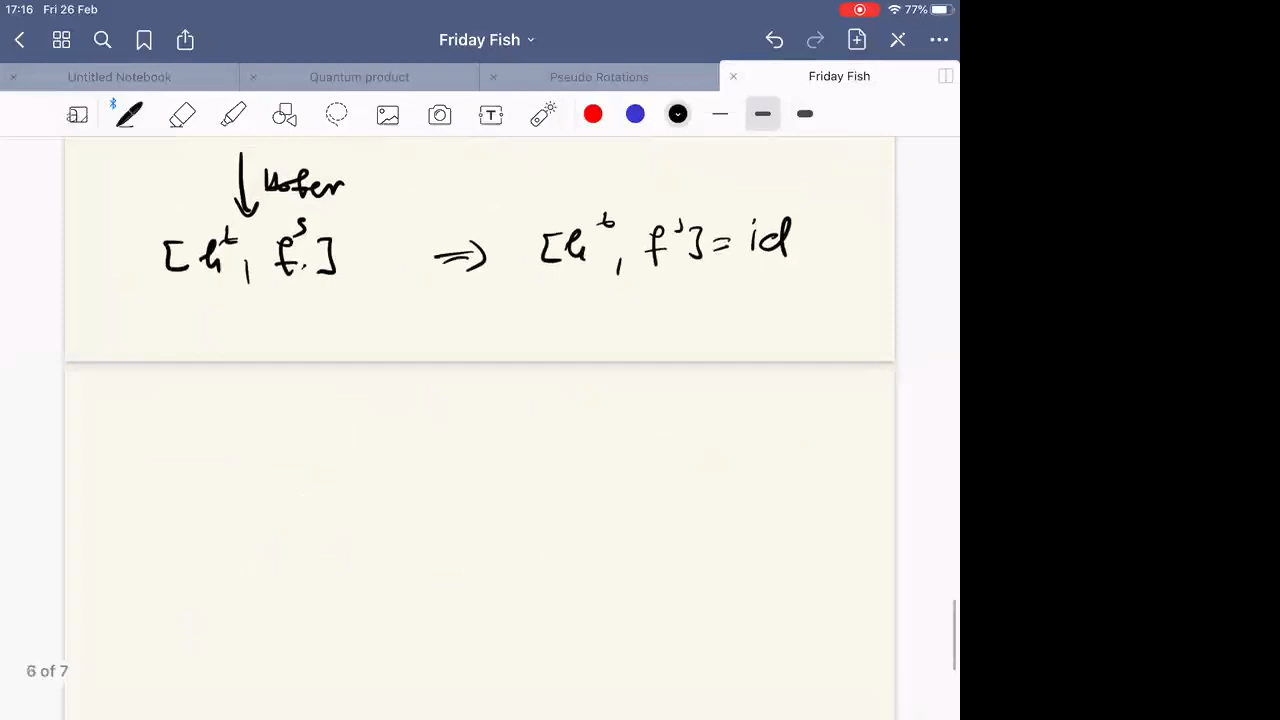 17:16 Fri 26 Feb 77%
Friday Fish
Untitled Notebook Quantum product Pseudo Rotations Friday Fish
T
↓ Hofer
[h^t, f^s] ⇒ [h^t, f^s] = id
6 of 7